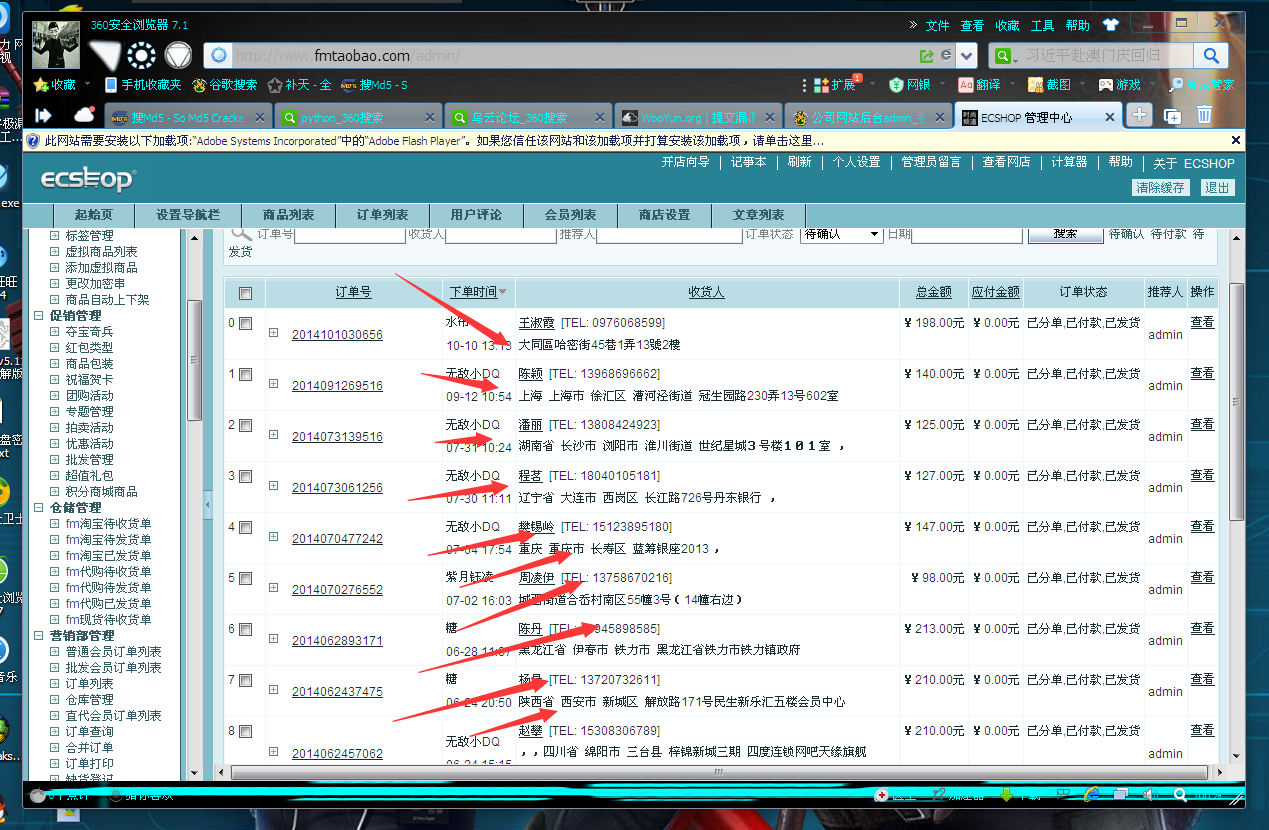 360安全浏览器 7.1
» 文件 查看 收藏 工具 帮助
http://www.fmtaobao.com/admin/
习近平赴澳门庆回归
收藏 手机收藏夹 谷歌搜索 补天 - 全 搜Md5 - S
扩展 1 网银 Aa 翻译 截图 游戏
搜Md5 - So Md5 Cracke
python_360搜索
乌云论坛_360搜索
WooYun.org | 提交漏洞
公司网站后台admin_
ECSHOP 管理中心
此网站需要安装以下加载项:“Adobe Systems Incorporated”中的“Adobe Flash Player”。如果您信任该网站和该加载项并打算安装该加载项，请单击这里...
ecshop
开店向导 记事本 刷新 个人设置 管理员留言 查看网店 计算器 帮助 关于 ECSHOP
清除缓存 退出
起始页 设置导航栏 商品列表 订单列表 用户评论 会员列表 商店设置 文章列表
标签管理
虚拟商品列表
添加虚拟商品
更改加密串
商品自动上下架
促销管理
夺宝奇兵
红包类型
商品包装
祝福贺卡
团购活动
专题管理
拍卖活动
优惠活动
批发管理
超值礼包
积分商城商品
仓储管理
fm淘宝待收货单
fm淘宝待发货单
fm淘宝已发货单
fm代购待收货单
fm代购待发货单
fm代购已发货单
fm现货待收货单
营销部管理
普通会员订单列表
批发会员订单列表
订单列表
仓库管理
直代会员订单列表
订单查询
合并订单
订单打印
缺货登记
订单号 收货人 推荐人 订单状态 待确认 日期 搜索 待确认 待付款 待
发货
订单号 下单时间 收货人 总金额 应付金额 订单状态 推荐人 操作
0 2014101030656 水帘 王淑霞 [TEL: 0976068599] ¥ 198.00元 ¥ 0.00元 已分单,已付款,已发货 admin 查看
10-10 13:13 大同區哈密街45巷1弄13號2樓
1 2014091269516 无敌小DQ 陈颖 [TEL: 13968696662] ¥ 140.00元 ¥ 0.00元 已分单,已付款,已发货 admin 查看
09-12 10:54 上海 上海市 徐汇区 漕河径街道 冠生园路230弄13号602室
2 2014073139516 无敌小DQ 潘丽 [TEL: 13808424923] ¥ 125.00元 ¥ 0.00元 已分单,已付款,已发货 admin 查看
07-31 10:24 湖南省 长沙市 浏阳市 淮川街道 世纪星城３号楼１０１室 ，
3 2014073061256 无敌小DQ 程茗 [TEL: 18040105181] ¥ 127.00元 ¥ 0.00元 已分单,已付款,已发货 admin 查看
07-30 11:11 辽宁省 大连市 西岗区 长江路726号丹东银行 ，
4 2014070477242 无敌小DQ 樊锡岭 [TEL: 15123895180] ¥ 147.00元 ¥ 0.00元 已分单,已付款,已发货 admin 查看
07-04 17:54 重庆 重庆市 长寿区 蓝筹银座2013，
5 2014070276552 紫月钰凌 周凌伊 [TEL: 13758670216] ¥ 98.00元 ¥ 0.00元 已分单,已付款,已发货 admin 查看
07-02 16:03 城西街道合岙村南区55幢3号（14幢右边）
6 2014062893171 糖 陈丹 [TEL: 945898585] ¥ 213.00元 ¥ 0.00元 已分单,已付款,已发货 admin 查看
06-28 黑龙江省 伊春市 铁力市 黑龙江省铁力市铁力镇政府
7 2014062437475 糖 [TEL: 13720732611] ¥ 210.00元 ¥ 0.00元 已分单,已付款,已发货 admin 查看
06-24 20:50 陕西省 西安市 新城区 解放路171号民生新乐汇五楼会员中心
8 2014062457062 无敌小DQ 赵攀 [TEL: 15308306789] ¥ 210.00元 ¥ 0.00元 已分单,已付款,已发货 admin 查看
，，四川省 绵阳市 三台县 梓锦新城三期 四度连锁网吧天缘旗舰